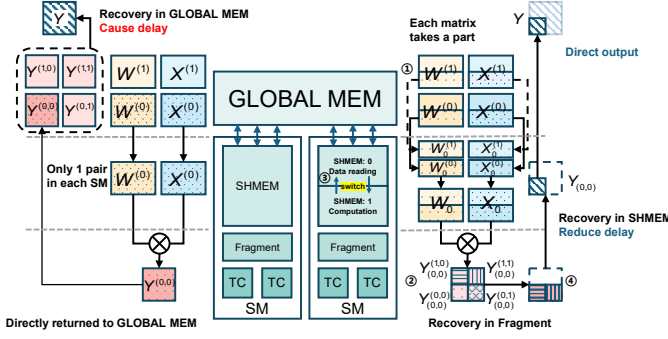 Y
Recovery in GLOBAL MEM
Cause delay
Y(1,0)
Y(1,1)
Y(0,0)
Y(0,1)
W(1)
X(1)
W(0)
X(0)
Only 1 pair
in each SM
W(0)
X(0)
Y(0,0)
Directly returned to GLOBAL MEM
GLOBAL MEM
SHMEM
Fragment
TC
TC
SM
SHMEM: 0
Data reading
③
switch
SHMEM: 1
Computation
Fragment
TC
TC
SM
Each matrix
takes a part
①
W(1)
X(1)
W(0)
X(0)
W0(1)
X0(1)
W0(0)
X0(0)
W0
X0
②
Y(0,0)(1,0)
Y(0,0)(1,1)
Y(0,0)(0,0)
Y(0,0)(0,1)
④
Recovery in Fragment
Y
Direct output
Y(0,0)
Recovery in SHMEM
Reduce delay